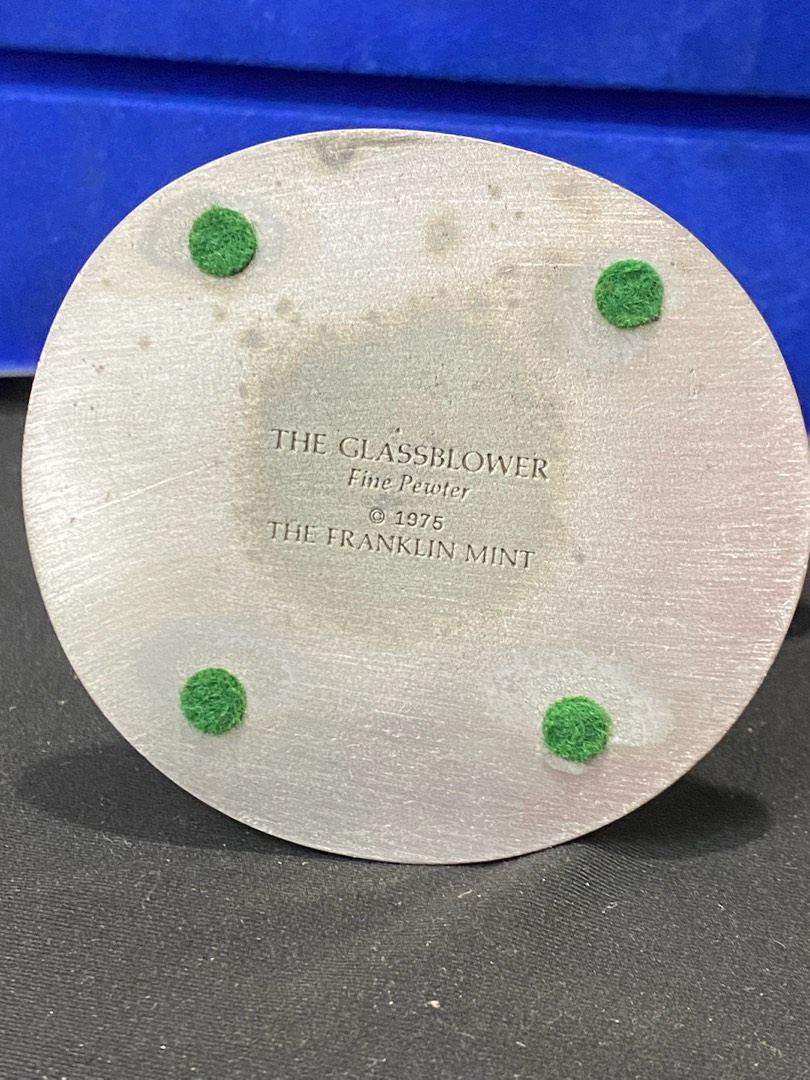 THE GLASSBLOWER
Fine Pewter
© 1975
THE FRANKLIN MINT